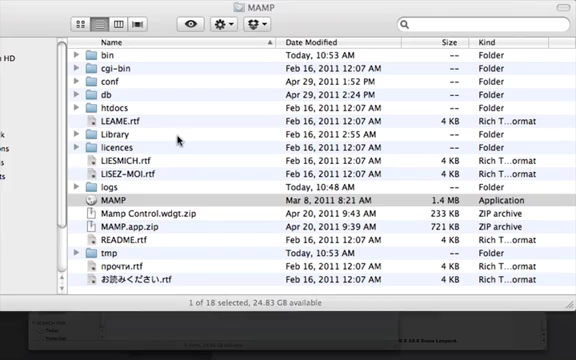 MAMP
Name Date Modified Size Kind
HD bin Today, 10:53 AM -- Folder
cgi-bin Feb 16, 2011 12:07 AM -- Folder
conf Apr 29, 2011 1:52 PM -- Folder
db Apr 29, 2011 2:24 PM -- Folder
htdocs Feb 16, 2011 12:07 AM -- Folder
LEAME.rtf Feb 16, 2011 12:07 AM 4 KB Rich T...ormat
Library Feb 16, 2011 2:55 AM -- Folder
licences Feb 16, 2011 12:07 AM -- Folder
LIESMICH.rtf Feb 16, 2011 12:07 AM 4 KB Rich T...ormat
LISEZ-MOI.rtf Feb 16, 2011 12:07 AM 4 KB Rich T...ormat
logs Today, 10:48 AM -- Folder
MAMP Mar 8, 2011 8:21 AM 1.4 MB Application
Mamp Control.wdgt.zip Apr 20, 2011 9:43 AM 233 KB ZIP archive
MAMP.app.zip Apr 20, 2011 9:39 AM 721 KB ZIP archive
README.rtf Feb 16, 2011 12:07 AM 4 KB Rich T...ormat
tmp Today, 10:53 AM -- Folder
прочти.rtf Feb 16, 2011 12:07 AM 4 KB Rich T...ormat
お読みください.rtf Feb 16, 2011 12:07 AM 4 KB Rich T...ormat
1 of 18 selected, 24.83 GB available